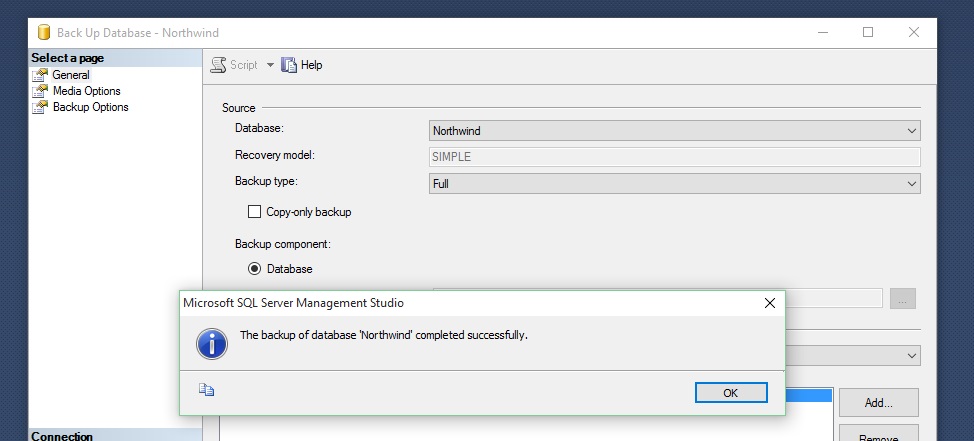 Back Up Database - Northwind
Select a page
General
Media Options
Backup Options
Script
Help
Source
Database:
Northwind
Recovery model:
SIMPLE
Backup type:
Full
Copy-only backup
Backup component:
Database
...
Microsoft SQL Server Management Studio
The backup of database 'Northwind' completed successfully.
OK
Add...
Remove
Connection